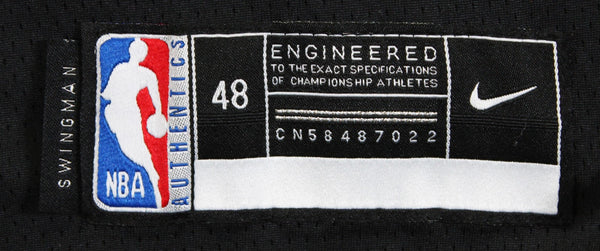 SWINGMAN
NBA
AUTHENTICS
48
ENGINEERED
TO THE EXACT SPECIFICATIONS
OF CHAMPIONSHIP ATHLETES
CN58487022